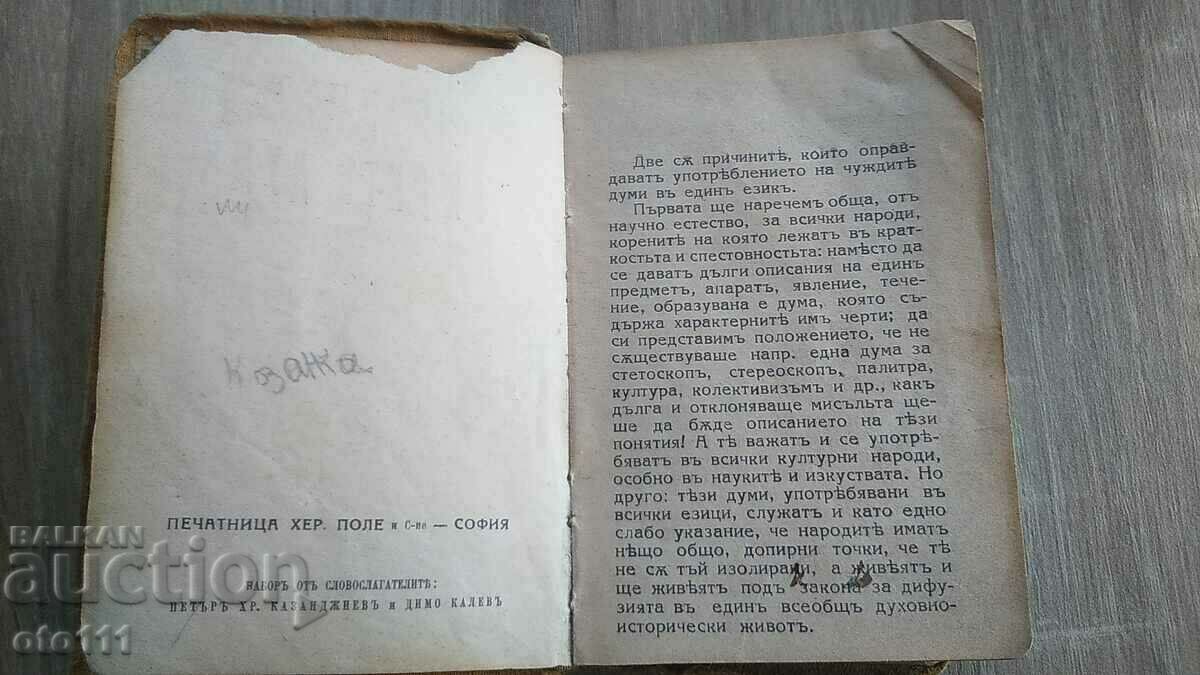 казанка
ПЕЧАТНИЦА ХЕР. ПОЛЕ и С-ие — СОФИЯ
НАБОРЪ ОТЪ СЛОВОСЛАГАТЕЛИТѢ:
ПЕТЪРЪ ХР. КАЗАНДЖИЕВЪ и ДИМО КАЛЕВЪ
Две сѫ причинитѣ, които оправ-
даватъ употрѣблението на чуждитѣ
думи въ единъ езикъ.
Първата ще наречемъ обща, отъ
научно естество, за всички народи,
коренитѣ на която лежатъ въ крат-
костьта и спестовностьта: намѣсто да
се даватъ дълги описания на единъ
предметъ, апаратъ, явление, тече-
ние, образувана е дума, която съ-
държа характернитѣ имъ черти; да
си представимъ положението, че не
сѫществуваше напр. една дума за
стетоскопъ, стереоскопъ, палитра,
култура, колективизъмъ и др., какъ
дълга и отклоняваще мисъльта ще-
ше да бѫде описанието на тѣзи
понятия! А тѣ важатъ и се употрѣ-
бяватъ въ всички културни народи,
особно въ наукитѣ и изкуствата. Но
друго: тѣзи думи, употрѣбявани въ
всички езици, служатъ и като едно
слабо указание, че народитѣ иматъ
нѣщо общо, допирни точки, че тѣ
не сѫ тъй изолирани, а живѣятъ и
ще живѣятъ подъ закона за дифу-
зията въ единъ всеобщъ духовно-
исторически животъ.
BALKAN
auction
oto111